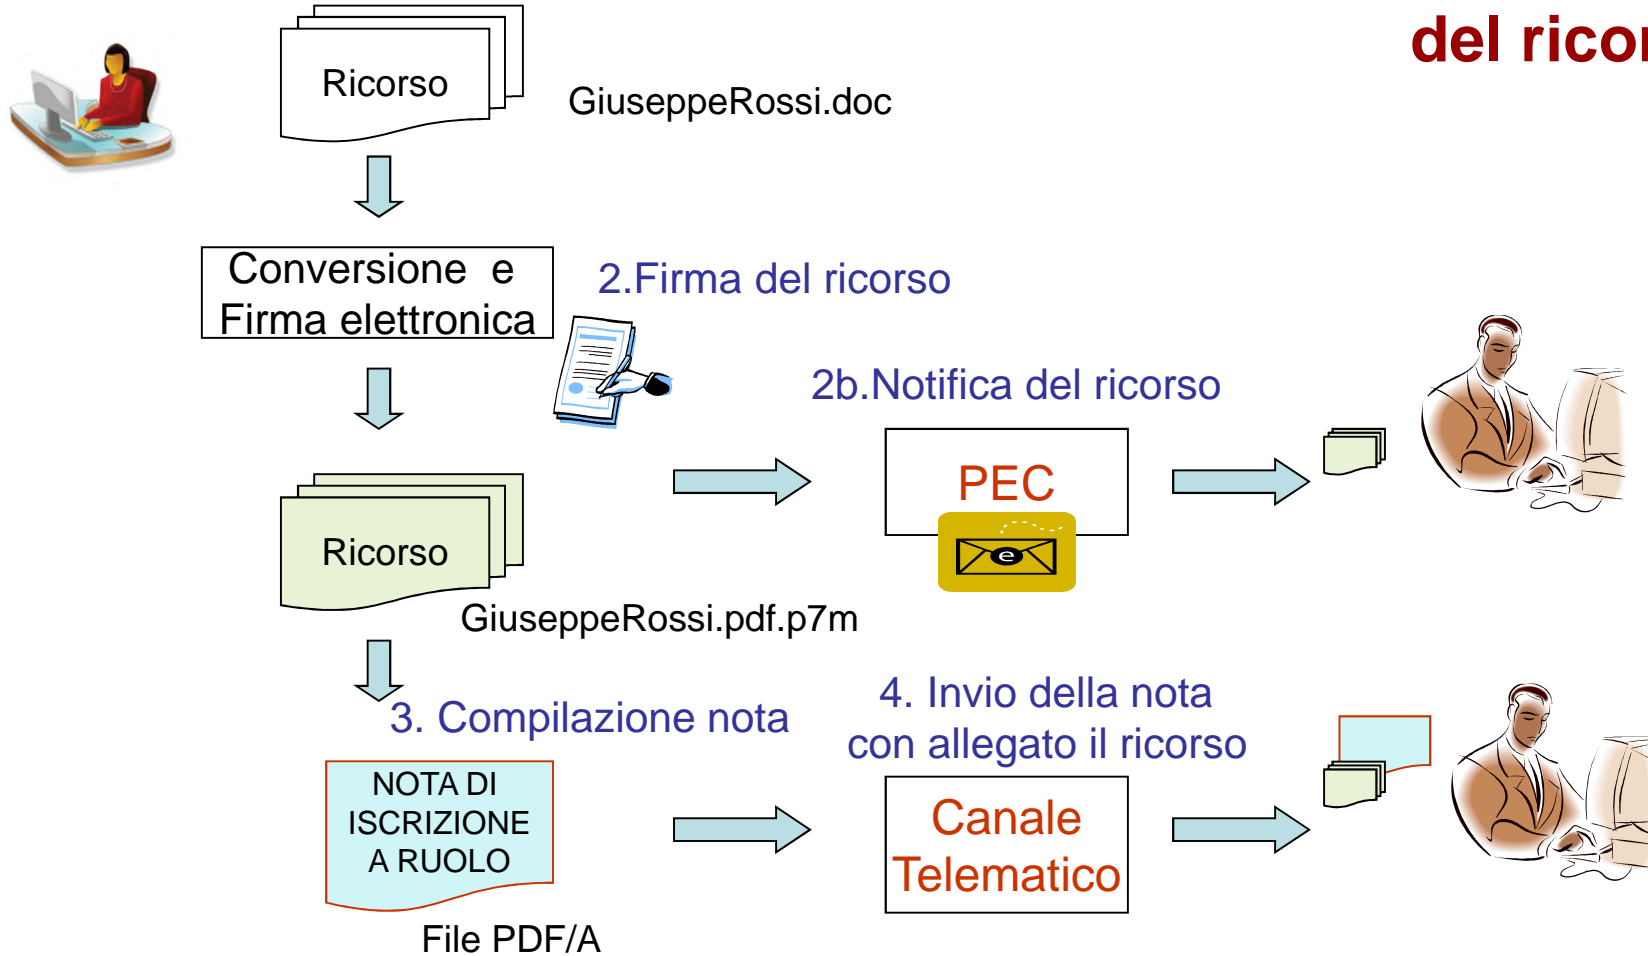 del ricor
Ricorso
GiuseppeRossi.doc
Conversione e
Firma elettronica
2.Firma del ricorso
2b.Notifica del ricorso
PEC
e
Ricorso
GiuseppeRossi.pdf.p7m
3. Compilazione nota
4. Invio della nota
con allegato il ricorso
NOTA DI
ISCRIZIONE
A RUOLO
Canale
Telematico
File PDF/A